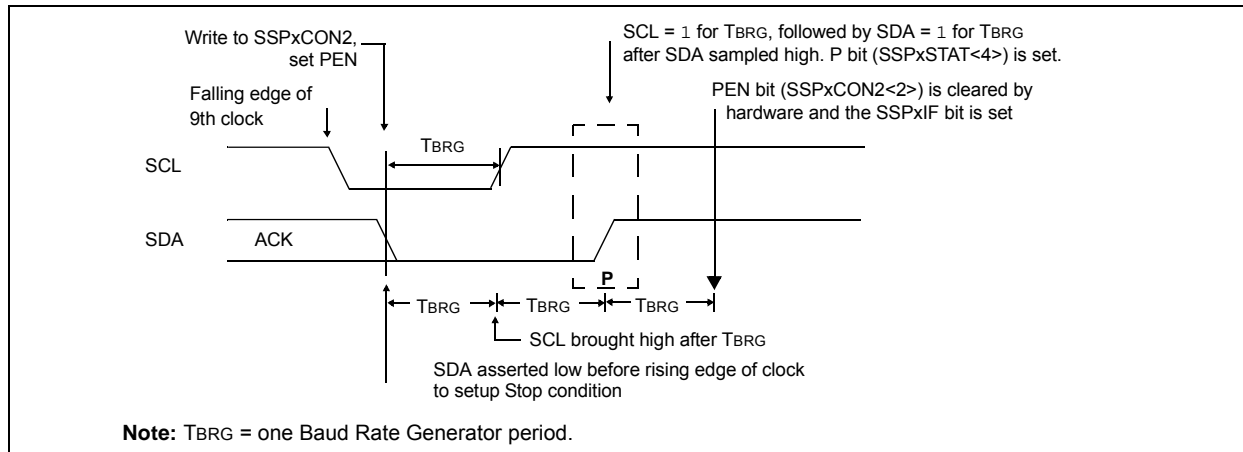 Write to SSPxCON2,
set PEN
SCL = 1 for TBRG, followed by SDA = 1 for TBRG
after SDA sampled high. P bit (SSPxSTAT<4>) is set.
Falling edge of
9th clock
PEN bit (SSPxCON2<2>) is cleared by
hardware and the SSPxIF bit is set
TBRG
SCL
SDA
ACK
P
TBRG
TBRG
TBRG
SCL brought high after TBRG
SDA asserted low before rising edge of clock
to setup Stop condition
Note: TBRG = one Baud Rate Generator period.